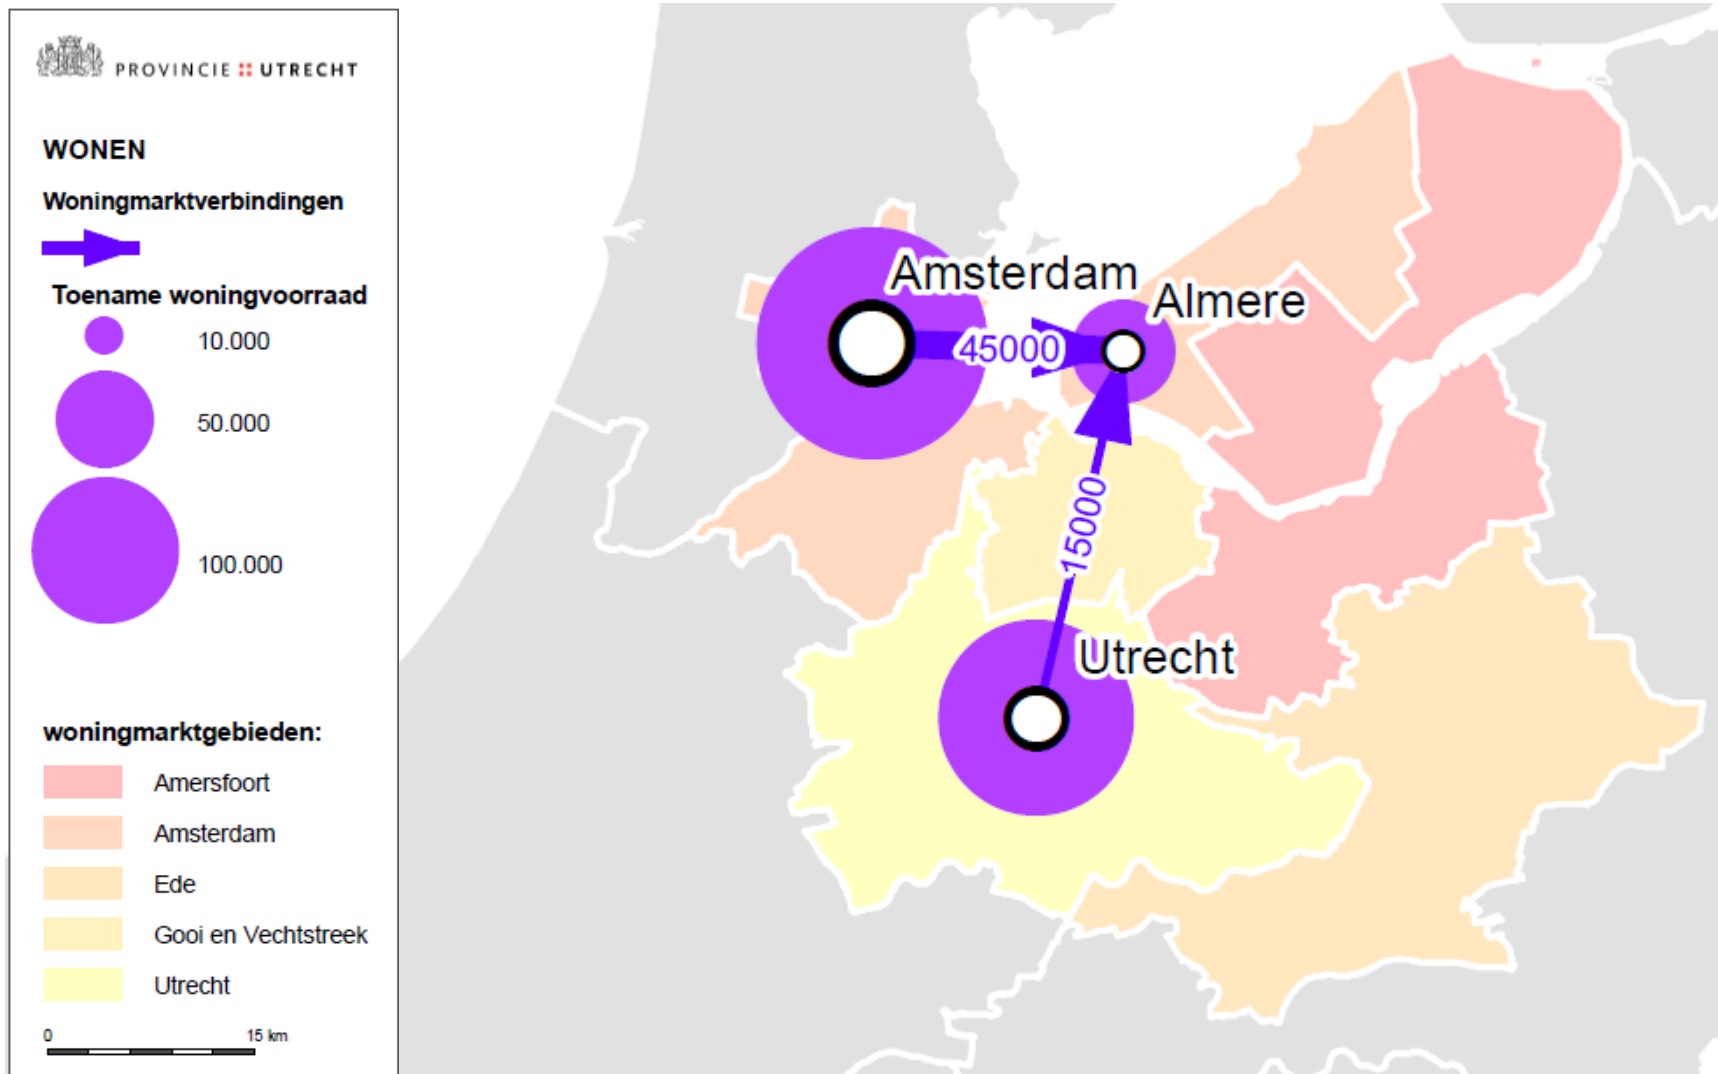 PROVINCIE :: UTRECHT
WONEN
Woningmarktverbindingen
Toename woningvoorraad
10.000
50.000
100.000
woningmarktgebieden:
Amersfoort
Amsterdam
Ede
Gooi en Vechtstreek
Utrecht
0 15 km
Amsterdam
Almere
45000
15000
Utrecht